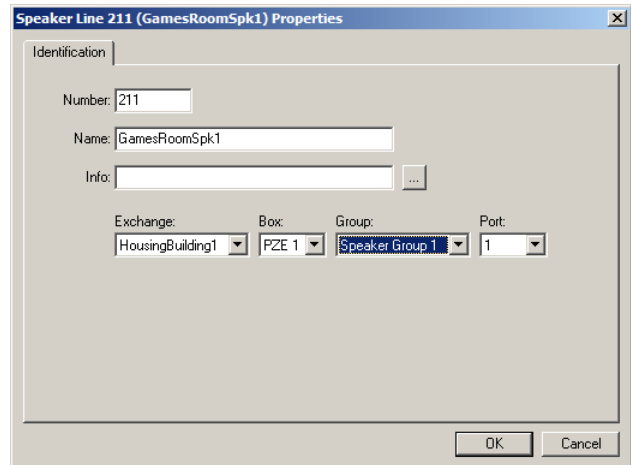 Speaker Line 211 (GamesRoomSpk1) Properties
Identification
Number: 211
Name: GamesRoomSpk1
Info: ...
Exchange: Box: Group: Port:
HousingBuilding1 PZE 1 Speaker Group 1 1
OK Cancel